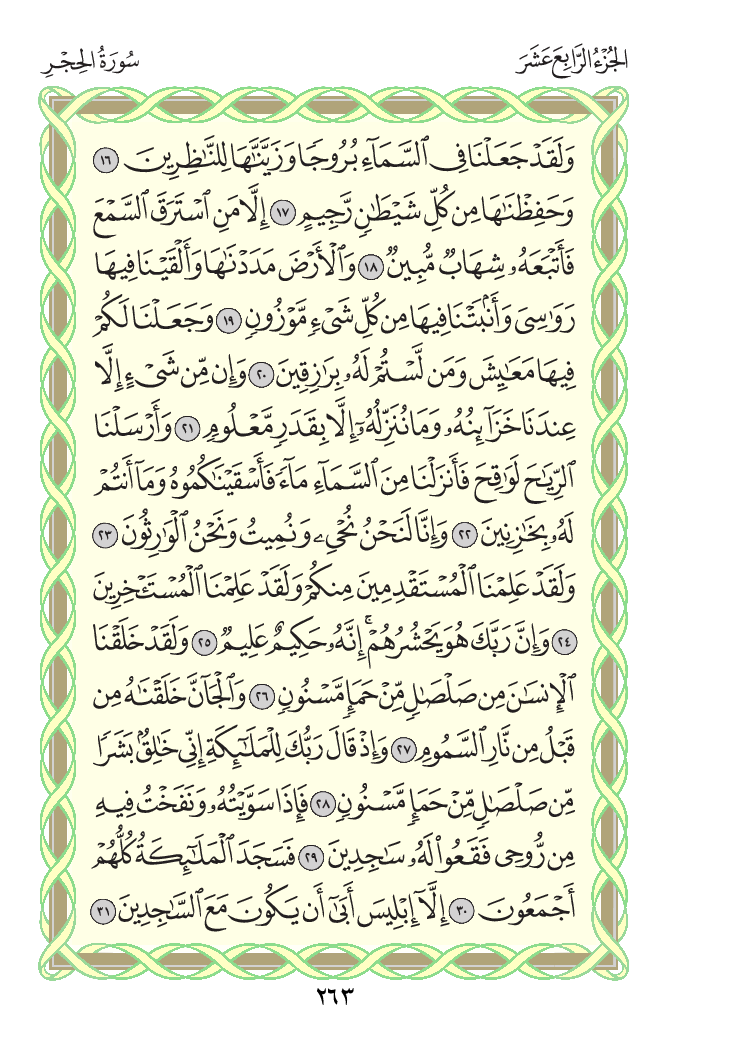 الجُزْءُ الرَّابِعَ عَشَرَ
سُورَةُ الحِجْرِ
وَلَقَدْ جَعَلْنَا فِي ٱلسَّمَآءِ بُرُوجًا وَزَيَّنَّٰهَا لِلنَّٰظِرِينَ ١٦
وَحَفِظْنَٰهَا مِن كُلِّ شَيْطَٰنٍ رَّجِيمٍ ١٧ إِلَّا مَنِ ٱسْتَرَقَ ٱلسَّمْعَ
فَأَتْبَعَهُۥ شِهَابٌ مُّبِينٌ ١٨ وَٱلْأَرْضَ مَدَدْنَٰهَا وَأَلْقَيْنَا فِيهَا
رَوَٰسِيَ وَأَنۢبَتْنَا فِيهَا مِن كُلِّ شَيْءٍ مَّوْزُونٍ ١٩ وَجَعَلْنَا لَكُمْ
فِيهَا مَعَٰيِشَ وَمَن لَّسْتُمْ لَهُۥ بِرَٰزِقِينَ ٢٠ وَإِن مِّن شَيْءٍ إِلَّا
عِندَنَا خَزَآئِنُهُۥ وَمَا نُنَزِّلُهُۥٓ إِلَّا بِقَدَرٍ مَّعْلُومٍ ٢١ وَأَرْسَلْنَا
ٱلرِّيَٰحَ لَوَٰقِحَ فَأَنزَلْنَا مِنَ ٱلسَّمَآءِ مَآءً فَأَسْقَيْنَٰكُمُوهُ وَمَآ أَنتُمْ
لَهُۥ بِخَٰزِنِينَ ٢٢ وَإِنَّا لَنَحْنُ نُحْيِۦ وَنُمِيتُ وَنَحْنُ ٱلْوَٰرِثُونَ ٢٣
وَلَقَدْ عَلِمْنَا ٱلْمُسْتَقْدِمِينَ مِنكُمْ وَلَقَدْ عَلِمْنَا ٱلْمُسْتَـْٔخِرِينَ
٢٤ وَإِنَّ رَبَّكَ هُوَ يَحْشُرُهُمْ ۚ إِنَّهُۥ حَكِيمٌ عَلِيمٌ ٢٥ وَلَقَدْ خَلَقْنَا
ٱلْإِنسَٰنَ مِن صَلْصَٰلٍ مِّنْ حَمَإٍ مَّسْنُونٍ ٢٦ وَٱلْجَآنَّ خَلَقْنَٰهُ مِن
قَبْلُ مِن نَّارِ ٱلسَّمُومِ ٢٧ وَإِذْ قَالَ رَبُّكَ لِلْمَلَٰٓئِكَةِ إِنِّي خَٰلِقٌۢ بَشَرًا
مِّن صَلْصَٰلٍ مِّنْ حَمَإٍ مَّسْنُونٍ ٢٨ فَإِذَا سَوَّيْتُهُۥ وَنَفَخْتُ فِيهِ
مِن رُّوحِي فَقَعُوا۟ لَهُۥ سَٰجِدِينَ ٢٩ فَسَجَدَ ٱلْمَلَٰٓئِكَةُ كُلُّهُمْ
أَجْمَعُونَ ٣٠ إِلَّآ إِبْلِيسَ أَبَىٰٓ أَن يَكُونَ مَعَ ٱلسَّٰجِدِينَ ٣١
٢٦٣